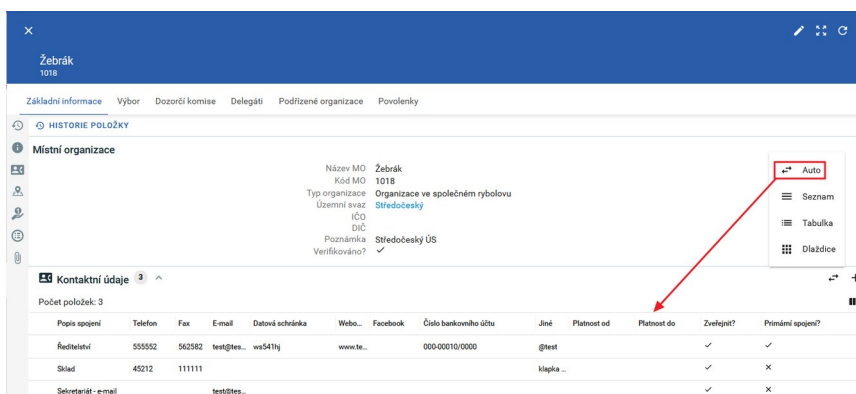 Žebrák
1018
Základní informace Výbor Dozorčí komise Delegáti Podřízené organizace Povolenky
HISTORIE POLOŽKY
Místní organizace
Název MO Žebrák
Kód MO 1018
Typ organizace Organizace ve společném rybolovu
Územní svaz Středočeský
IČO
DIČ
Poznámka Středočeský ÚS
Verifikováno?
Auto
Seznam
Tabulka
Dlaždice
Kontaktní údaje 3
Počet položek: 3
Popis spojení Telefon Fax E-mail Datová schránka Webo... Facebook Číslo bankovního účtu Jiné Platnost od Platnost do Zveřejnit? Primární spojení?
Ředitelství 555552 562582 test@tes... ws541hj www.te... 000-00010/0000 @test
Sklad 45212 111111 klapka ...
Sekretariát - e-mail test@tes...